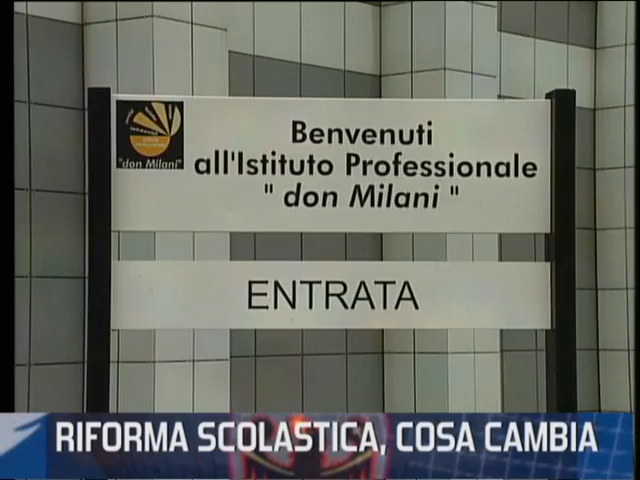 Benvenuti
all'Istituto Professionale
" don Milani "
"don Milani"
ENTRATA
RIFORMA SCOLASTICA, COSA CAMBIA